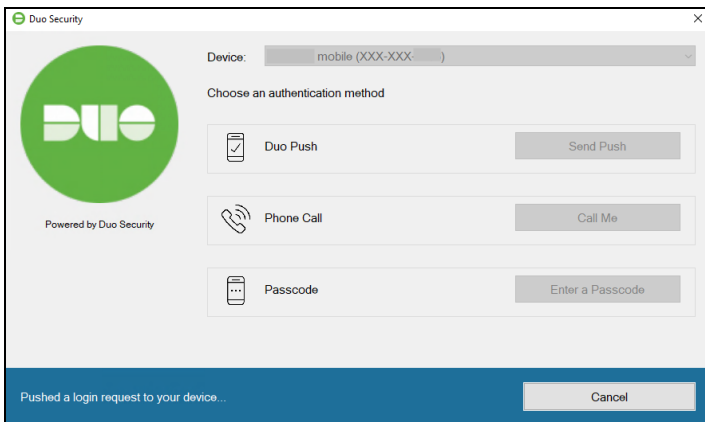 Duo Security
Device: mobile (XXX-XXX- )
Choose an authentication method
DUO
Duo Push Send Push
Powered by Duo Security
Phone Call Call Me
Passcode Enter a Passcode
Pushed a login request to your device... Cancel